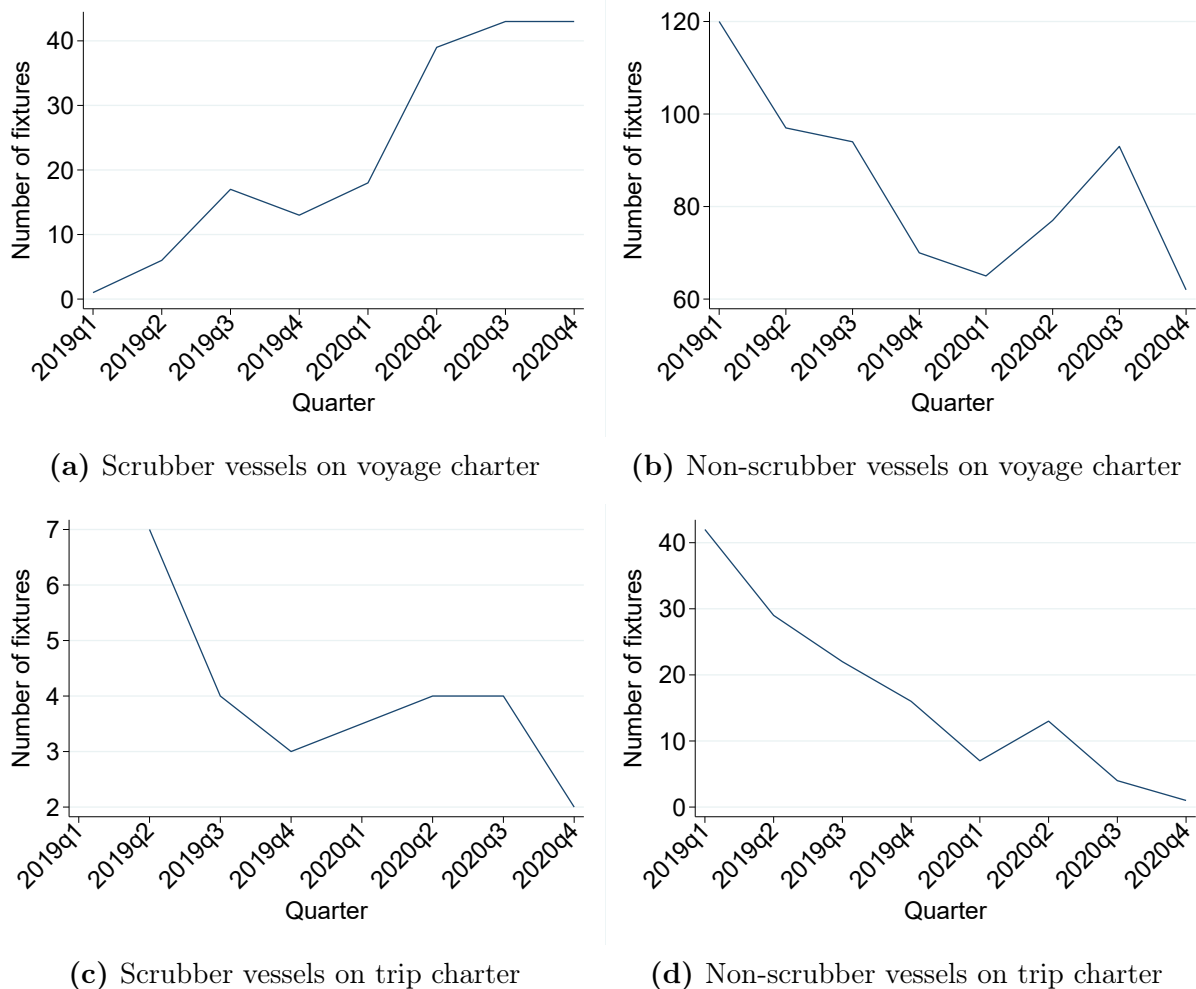 Number of fixtures
40
30
20
10
0
2019q1 2019q2 2019q3 2019q4 2020q1 2020q2 2020q3 2020q4
Quarter
(a) Scrubber vessels on voyage charter
Number of fixtures
120
100
80
60
2019q1 2019q2 2019q3 2019q4 2020q1 2020q2 2020q3 2020q4
Quarter
(b) Non-scrubber vessels on voyage charter
Number of fixtures
7
6
5
4
3
2
2019q1 2019q2 2019q3 2019q4 2020q1 2020q2 2020q3 2020q4
Quarter
(c) Scrubber vessels on trip charter
Number of fixtures
40
30
20
10
0
2019q1 2019q2 2019q3 2019q4 2020q1 2020q2 2020q3 2020q4
Quarter
(d) Non-scrubber vessels on trip charter